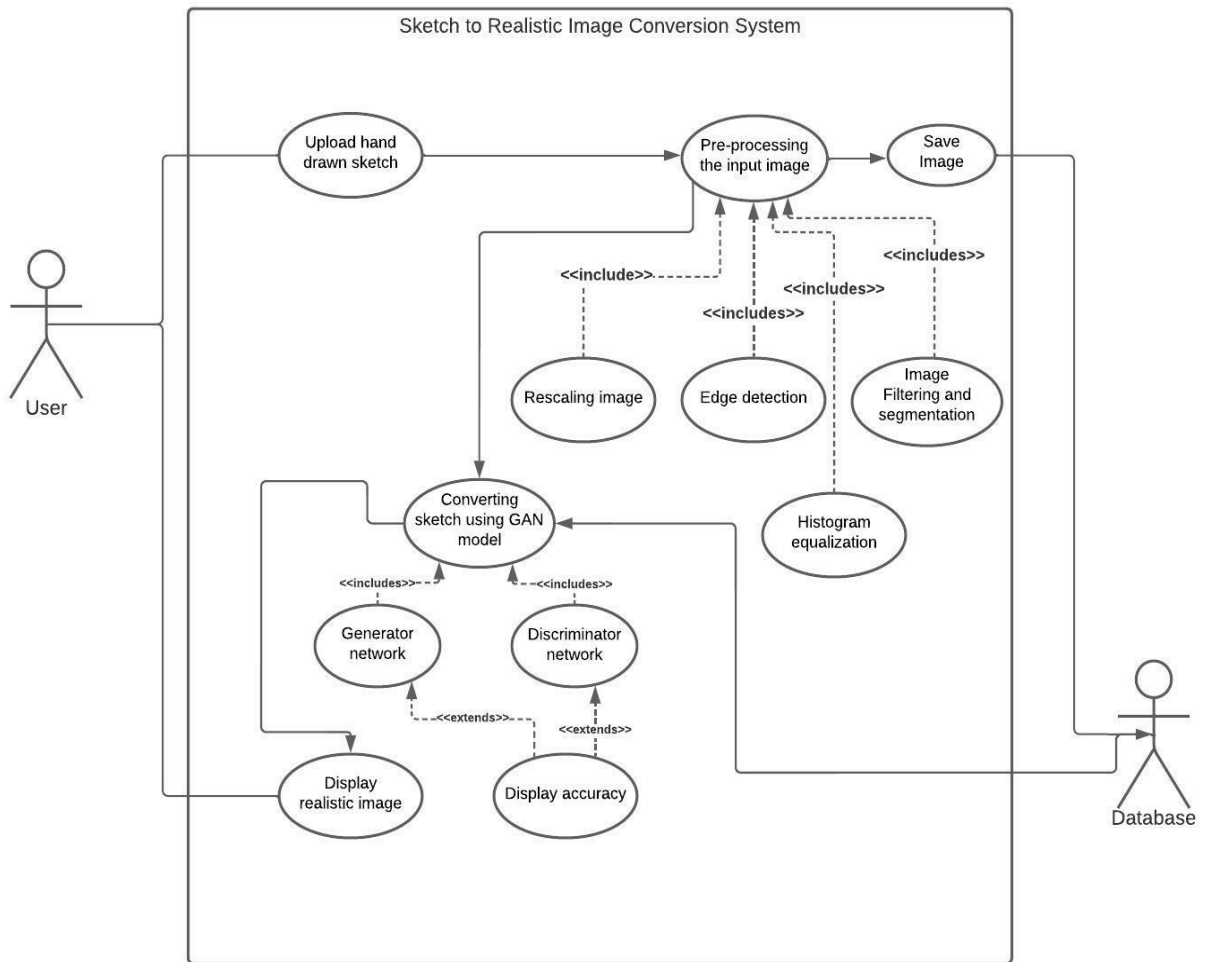 Sketch to Realistic Image Conversion System
Upload hand
drawn sketch
Pre-processing
the input image
Save
Image
<<include>>
<<includes>>
<<includes>>
<<includes>>
User
Rescaling image
Edge detection
Image
Filtering and
segmentation
Converting
sketch using GAN
model
Histogram
equalization
<<includes>>
<<includes>>
Generator
network
Discriminator
network
<<extends>>
<<extends>>
Display
realistic image
Display accuracy
Database